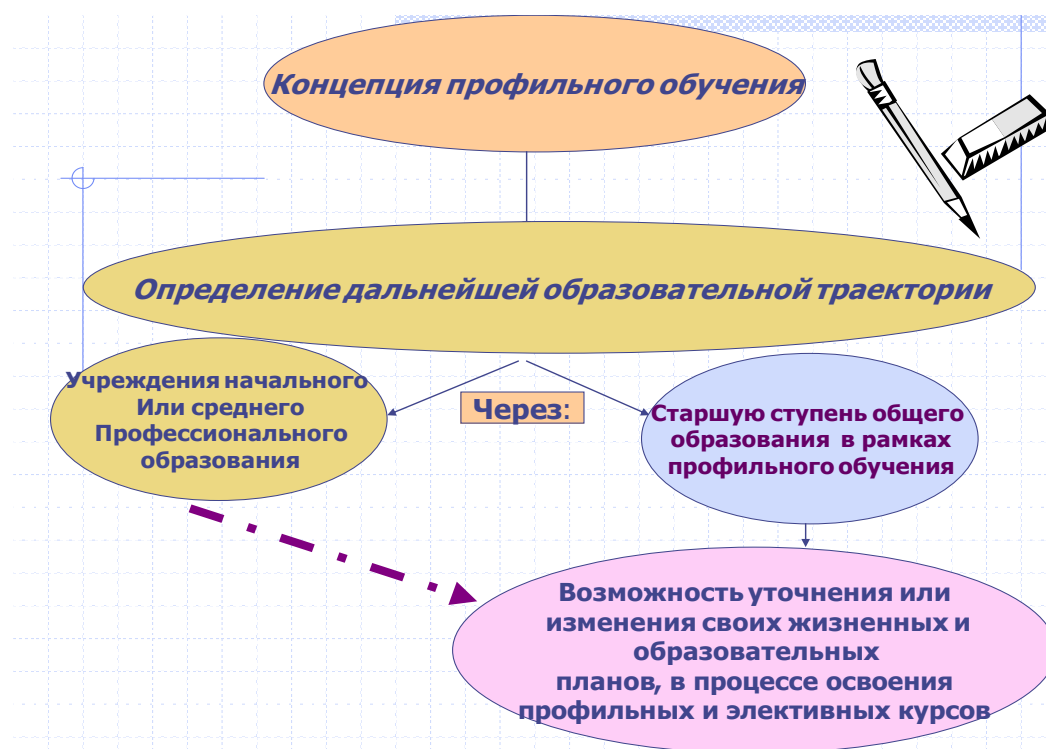 Концепция профильного обучения
Определение дальнейшей образовательной траектории
Учреждения начального
Или среднего
Профессионального
образования
Через:
Старшую ступень общего
образования в рамках
профильного обучения
Возможность уточнения или
изменения своих жизненных и
образовательных
планов, в процессе освоения
профильных и элективных курсов